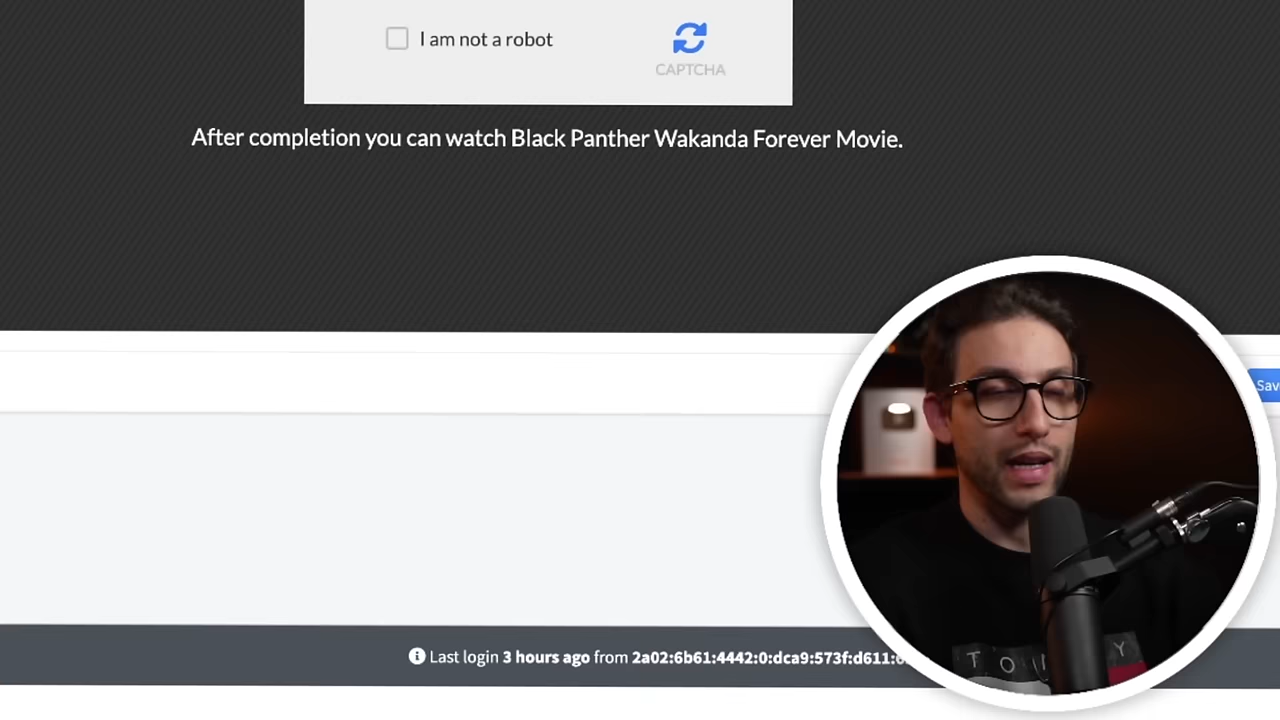 I am not a robot
CAPTCHA
After completion you can watch Black Panther Wakanda Forever Movie.
Last login 3 hours ago from 2a02:6b61:4442:0:dca9:573f:d611: